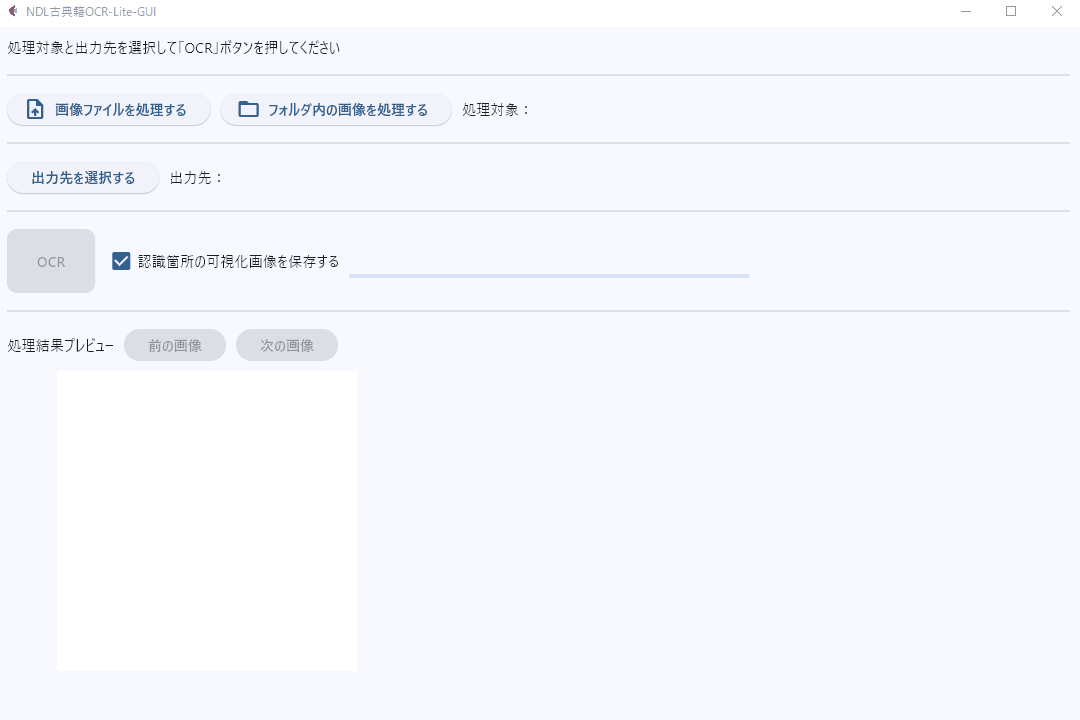 NDL古典籍OCR-Lite-GUI
処理対象と出力先を選択して「OCR」ボタンを押してください
画像ファイルを処理する フォルダ内の画像を処理する 処理対象：
出力先を選択する 出力先：
OCR 認識箇所の可視化画像を保存する
処理結果プレビュー 前の画像 次の画像